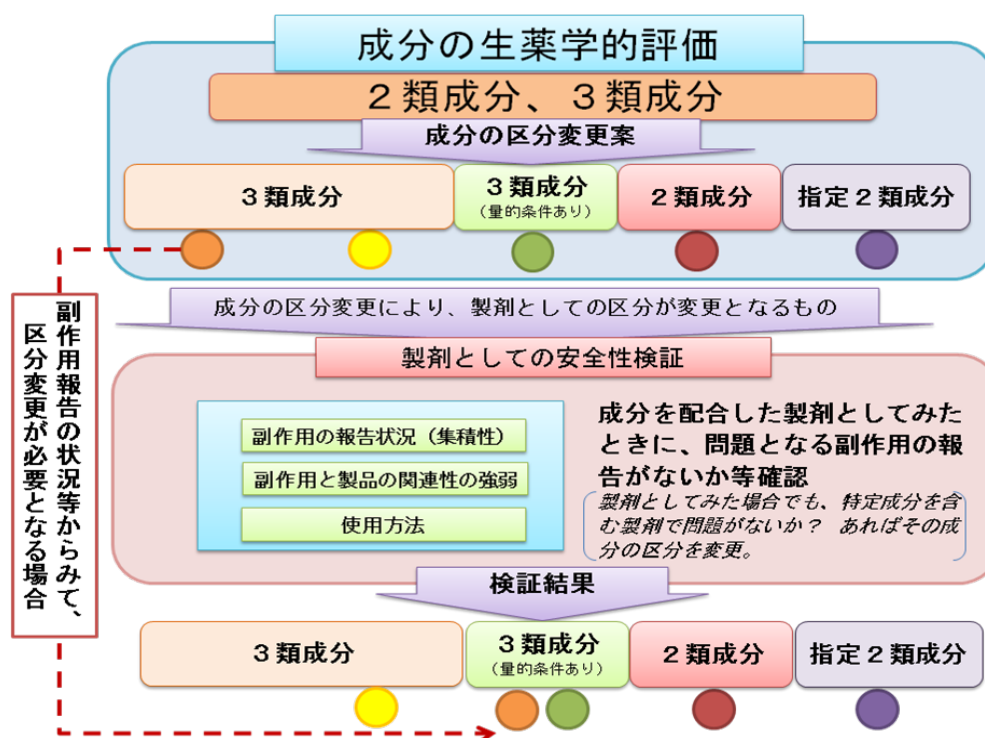 成分の生薬学的評価
２類成分、３類成分
成分の区分変更案
３類成分
３類成分
（量的条件あり）
２類成分
指定２類成分
成分の区分変更により、製剤としての区分が変更となるもの
副作用報告の状況等からみて、
区分変更が必要となる場合
製剤としての安全性検証
副作用の報告状況（集積性）
副作用と製品の関連性の強弱
使用方法
成分を配合した製剤としてみた
ときに、問題となる副作用の報
告がないか等確認
製剤としてみた場合でも、特定成分を含
む製剤で問題がないか？　あればその成
分の区分を変更。
検証結果
３類成分
３類成分
（量的条件あり）
２類成分
指定２類成分